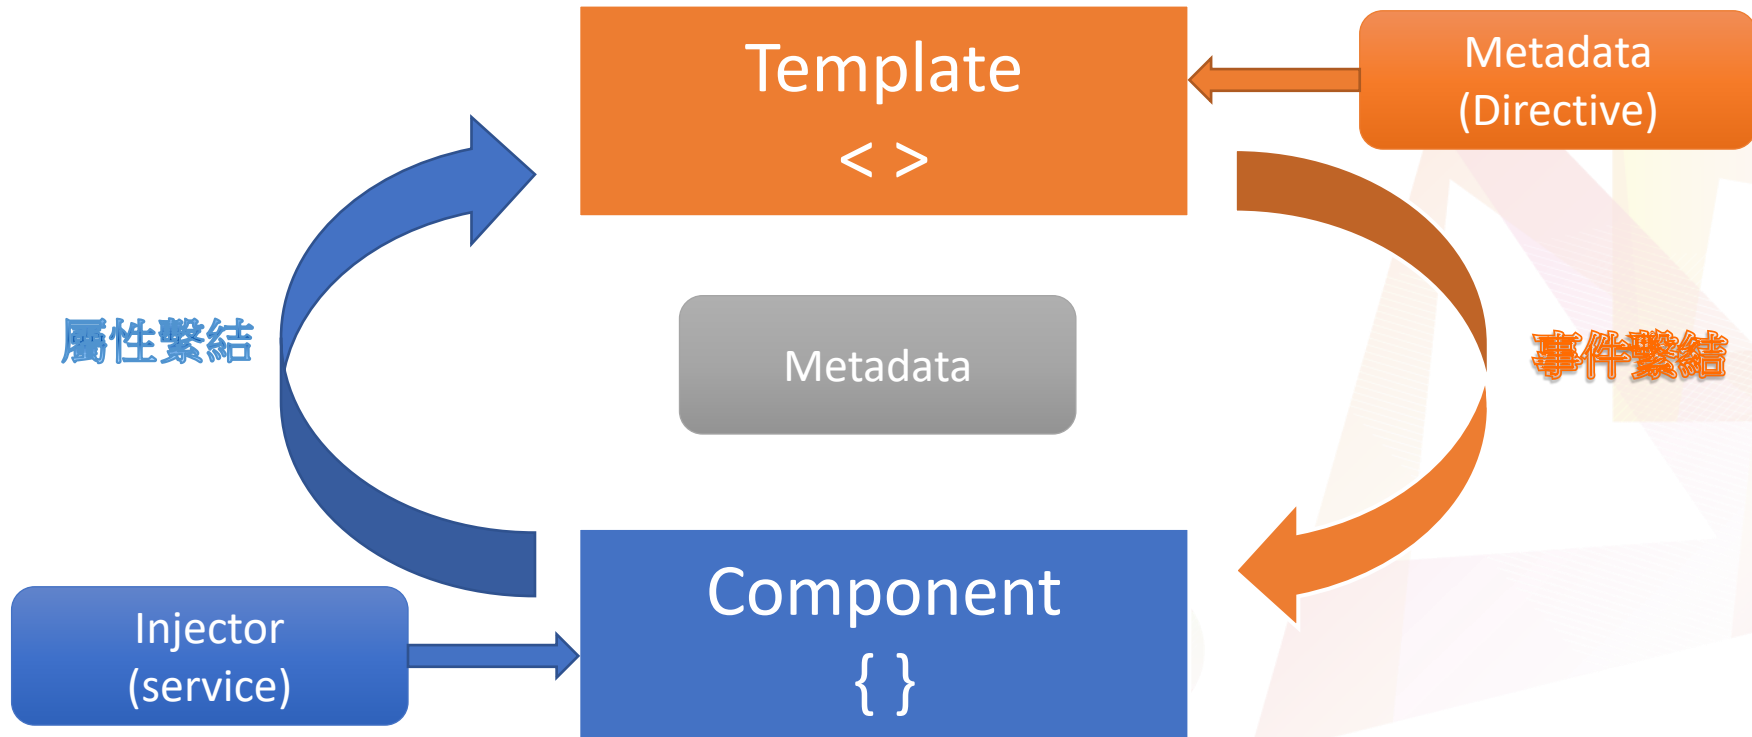 Template
< >
Metadata
(Directive)
屬性繫結
Metadata
事件繫結
Component
{ }
Injector
(service)